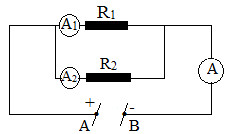 A₁ R₁
R₂
A₂ A
+ -
A B